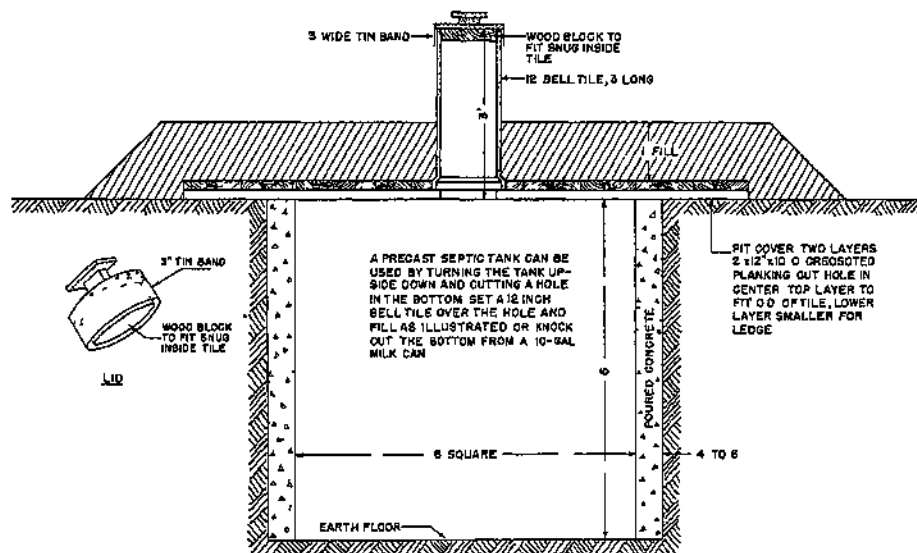 3 WIDE TIN BAND
WOOD BLOCK TO
FIT SNUG INSIDE
TILE
12 BELL TILE, 3 LONG
FILL
3" TIN BAND
WOOD BLOCK
TO FIT SNUG
INSIDE TILE
LID
A PRECAST SEPTIC TANK CAN BE
USED BY TURNING THE TANK UP-
SIDE DOWN AND CUTTING A HOLE
IN THE BOTTOM SET A 12 INCH
BELL TILE OVER THE HOLE AND
FILL AS ILLUSTRATED OR KNOCK
OUT THE BOTTOM FROM A 10-GAL
MILK CAN
PIT COVER TWO LAYERS
2 x12"x10 0 CREOSOTED
PLANKING CUT HOLE IN
CENTER TOP LAYER TO
FIT O.D. OF TILE, LOWER
LAYER SMALLER FOR
LEDGE
POURED CONCRETE
6
6 SQUARE
4 TO 6
EARTH FLOOR